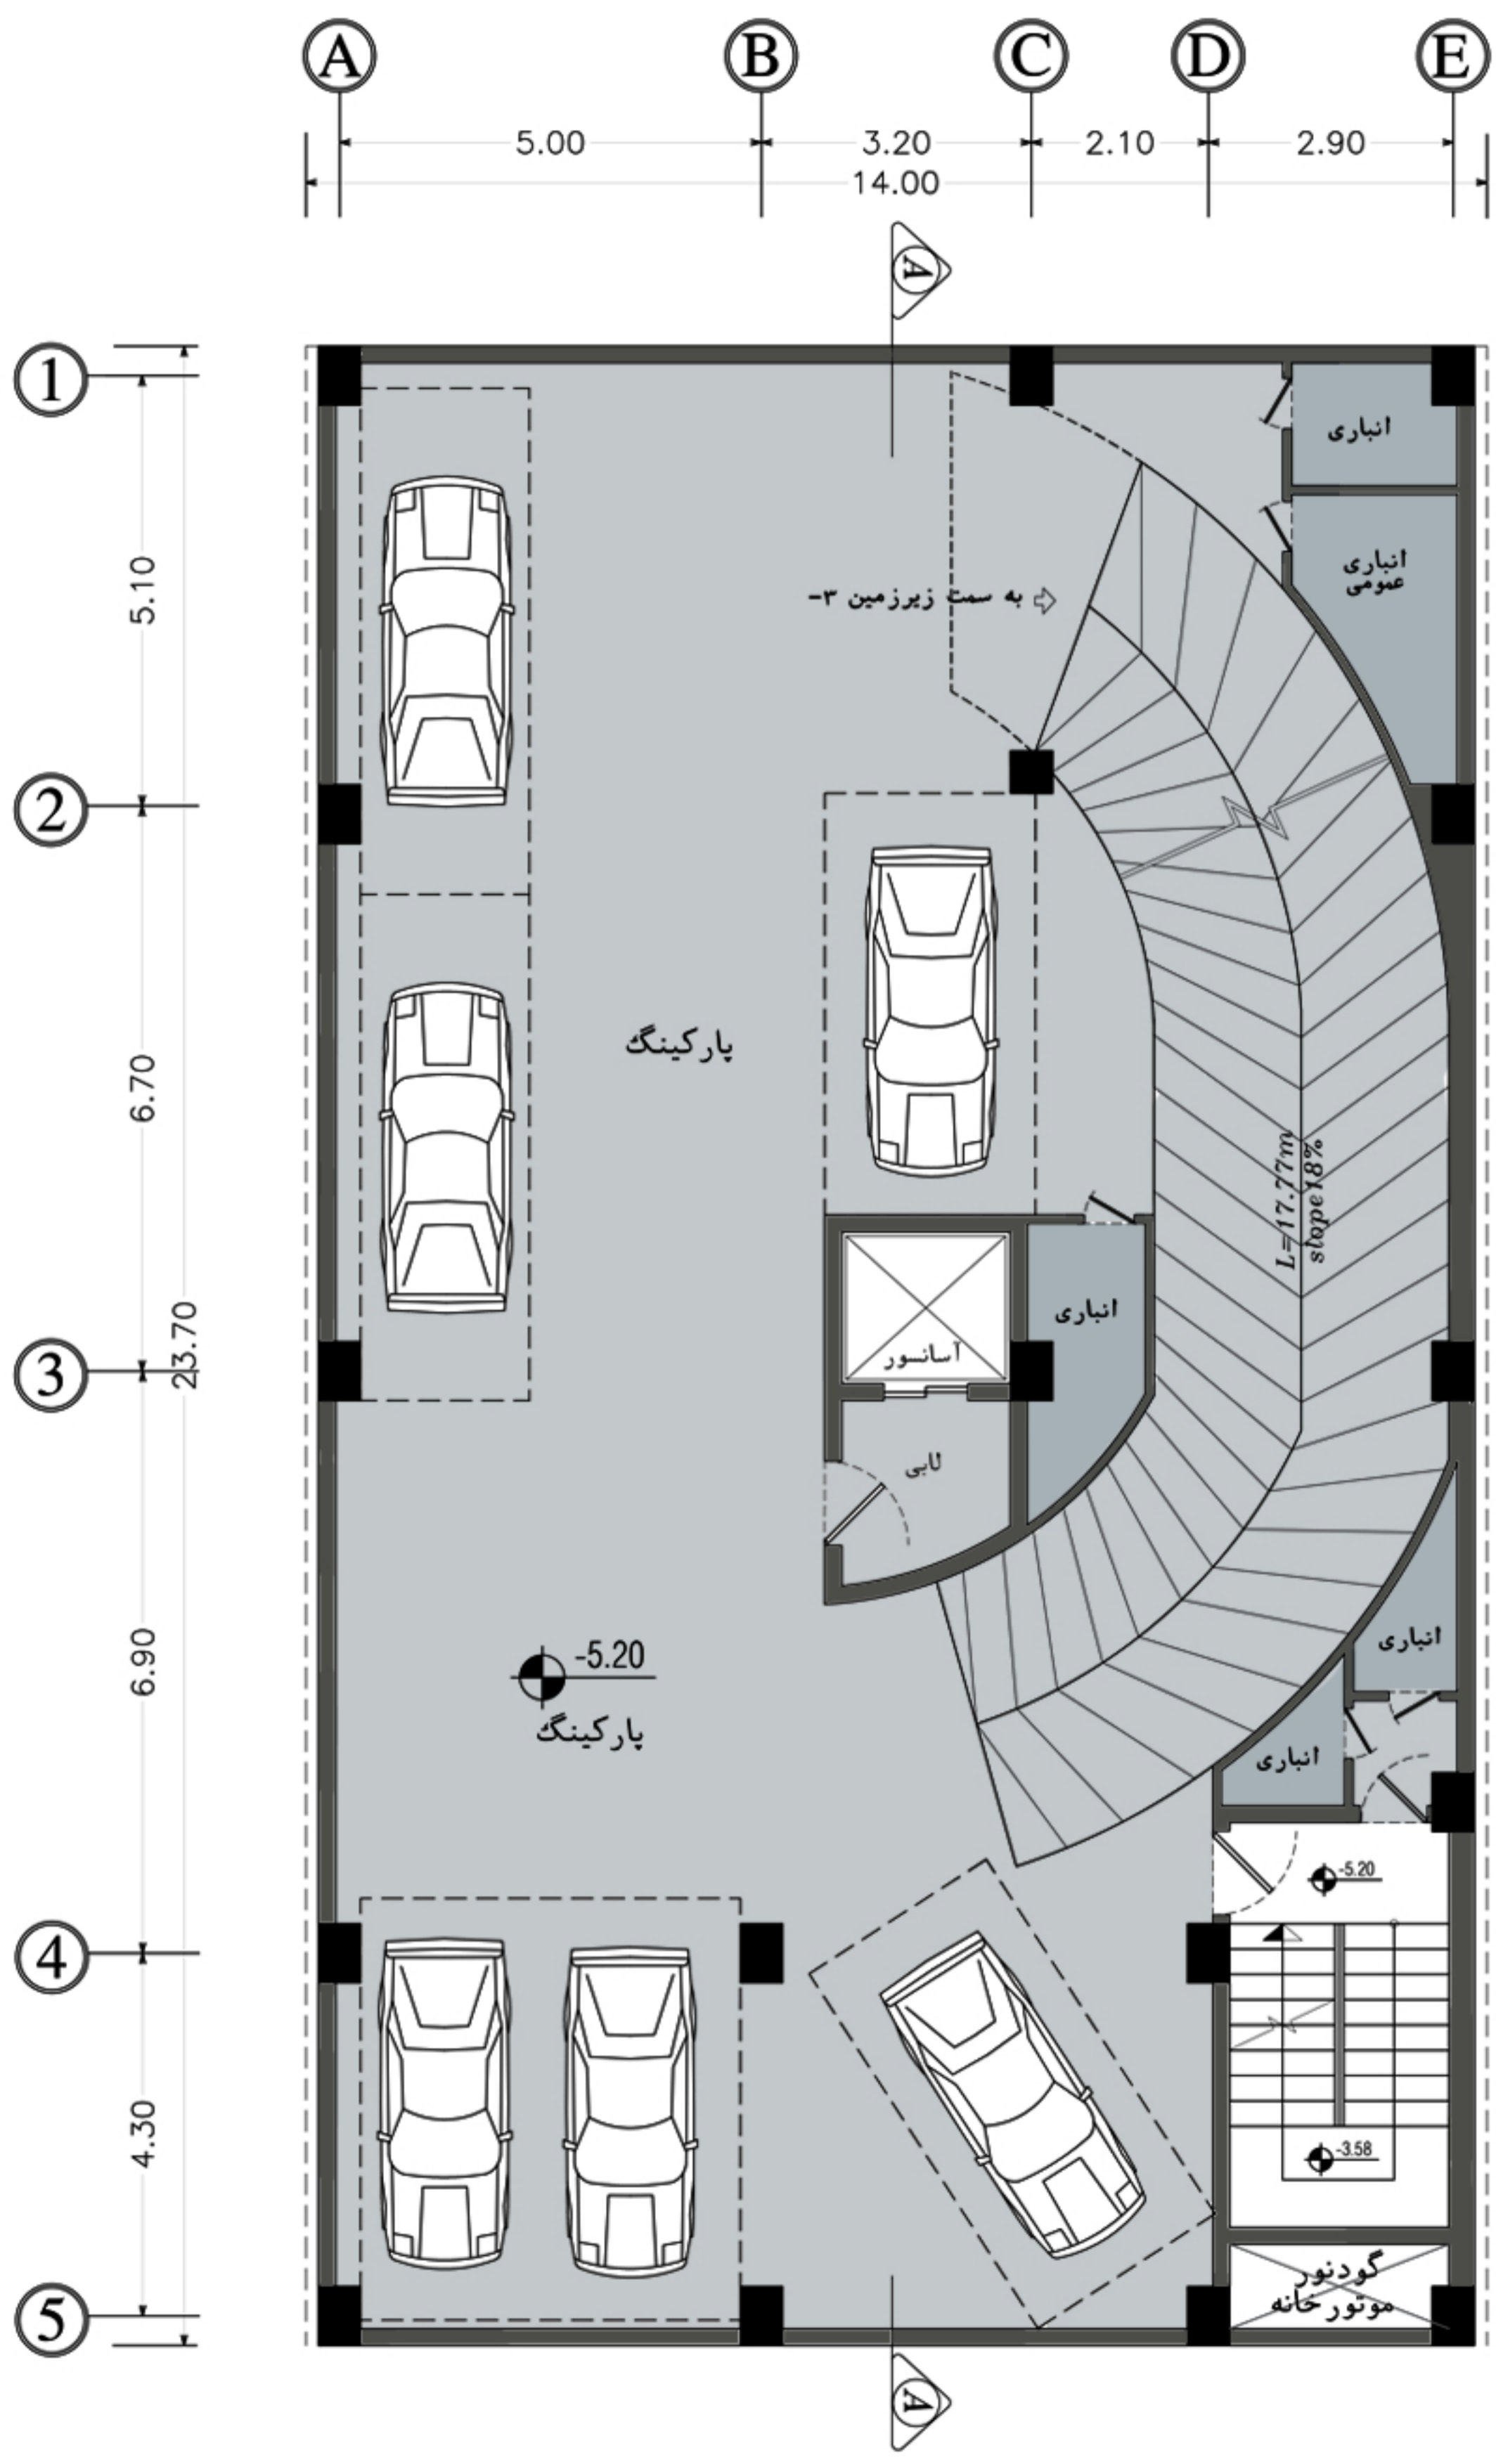 A
B
C
D
E
5.00
3.20
2.10
2.90
14.00
A
1
انباری
انباری
عمومی
5.10
به سمت زیرزمین ۳-
2
پارکینگ
6.70
L=17.77m
slope18%
انباری
23.70
آسانسور
3
لابی
6.90
انباری
-5.20
پارکینگ
انباری
-5.20
4
4.30
-3.58
گودنور
موتورخانه
5
A